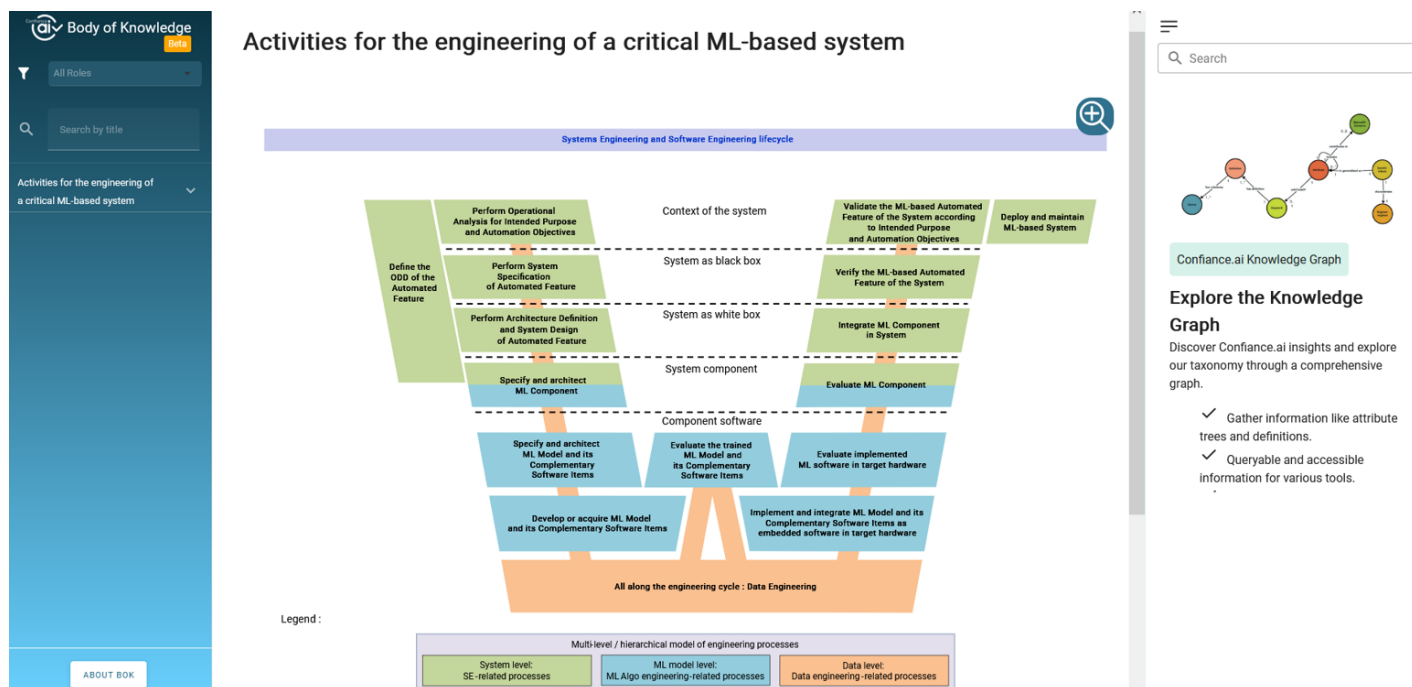 Confiance
ai Body of Knowledge
Beta
All Roles
Search by title
Activities for the engineering of
a critical ML-based system
ABOUT BOK
Activities for the engineering of a critical ML-based system
Systems Engineering and Software Engineering lifecycle
Define the
ODD of the
Automated
Feature
Perform Operational
Analysis for Intended Purpose
and Automation Objectives
Context of the system
Validate the ML-based Automated
Feature of the System according
to Intended Purpose
and Automation Objectives
Deploy and maintain
ML-based System
System as black box
Perform System
Specification
of Automated Feature
Verify the ML-based Automated
Feature of the System
System as white box
Perform Architecture Definition
and System Design
of Automated Feature
Integrate ML Component
in System
System component
Specify and architect
ML Component
Evaluate ML Component
Component software
Specify and architect
ML Model and its
Complementary
Software Items
Evaluate the trained
ML Model and
its Complementary
Software Items
Evaluate implemented
ML software in target hardware
Develop or acquire ML Model
and its Complementary Software Items
Implement and integrate ML Model and its
Complementary Software Items as
embedded software in target hardware
All along the engineering cycle : Data Engineering
Legend :
Multi-level / hierarchical model of engineering processes
System level:
SE-related processes
ML model level:
ML Algo engineering-related processes
Data level:
Data engineering-related processes
Search
Confiance.ai Knowledge Graph
Explore the Knowledge
Graph
Discover Confiance.ai insights and explore
our taxonomy through a comprehensive
graph.
Gather information like attribute
trees and definitions.
Queryable and accessible
information for various tools.